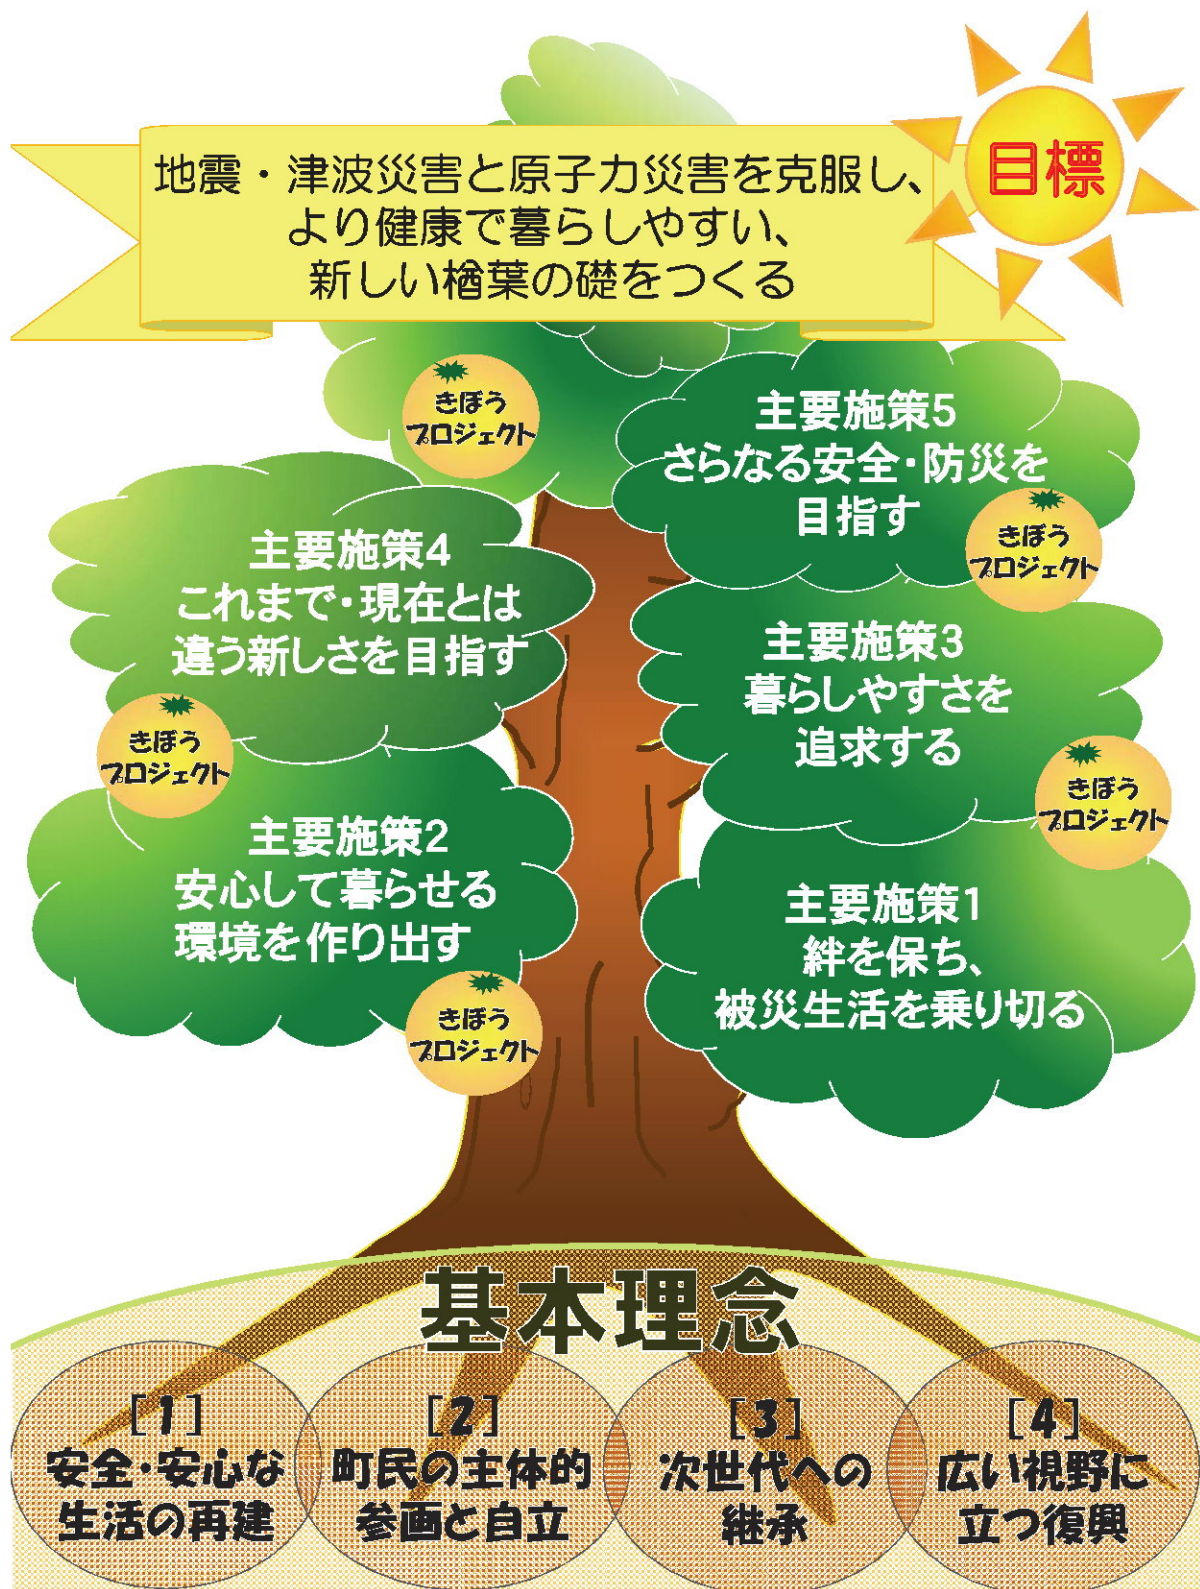 目標
地震・津波災害と原子力災害を克服し、
より健康で暮らしやすい、
新しい楢葉の礎をつくる
きぼう
プロジェクト
主要施策5
さらなる安全・防災を
目指す
きぼう
プロジェクト
主要施策4
これまで・現在とは
違う新しさを目指す
きぼう
プロジェクト
主要施策3
暮らしやすさを
追求する
きぼう
プロジェクト
主要施策2
安心して暮らせる
環境を作り出す
きぼう
プロジェクト
主要施策1
絆を保ち、
被災生活を乗り切る
基本理念
[1]
安全・安心な
生活の再建
[2]
町民の主体的
参画と自立
[3]
次世代への
継承
[4]
広い視野に
立つ復興